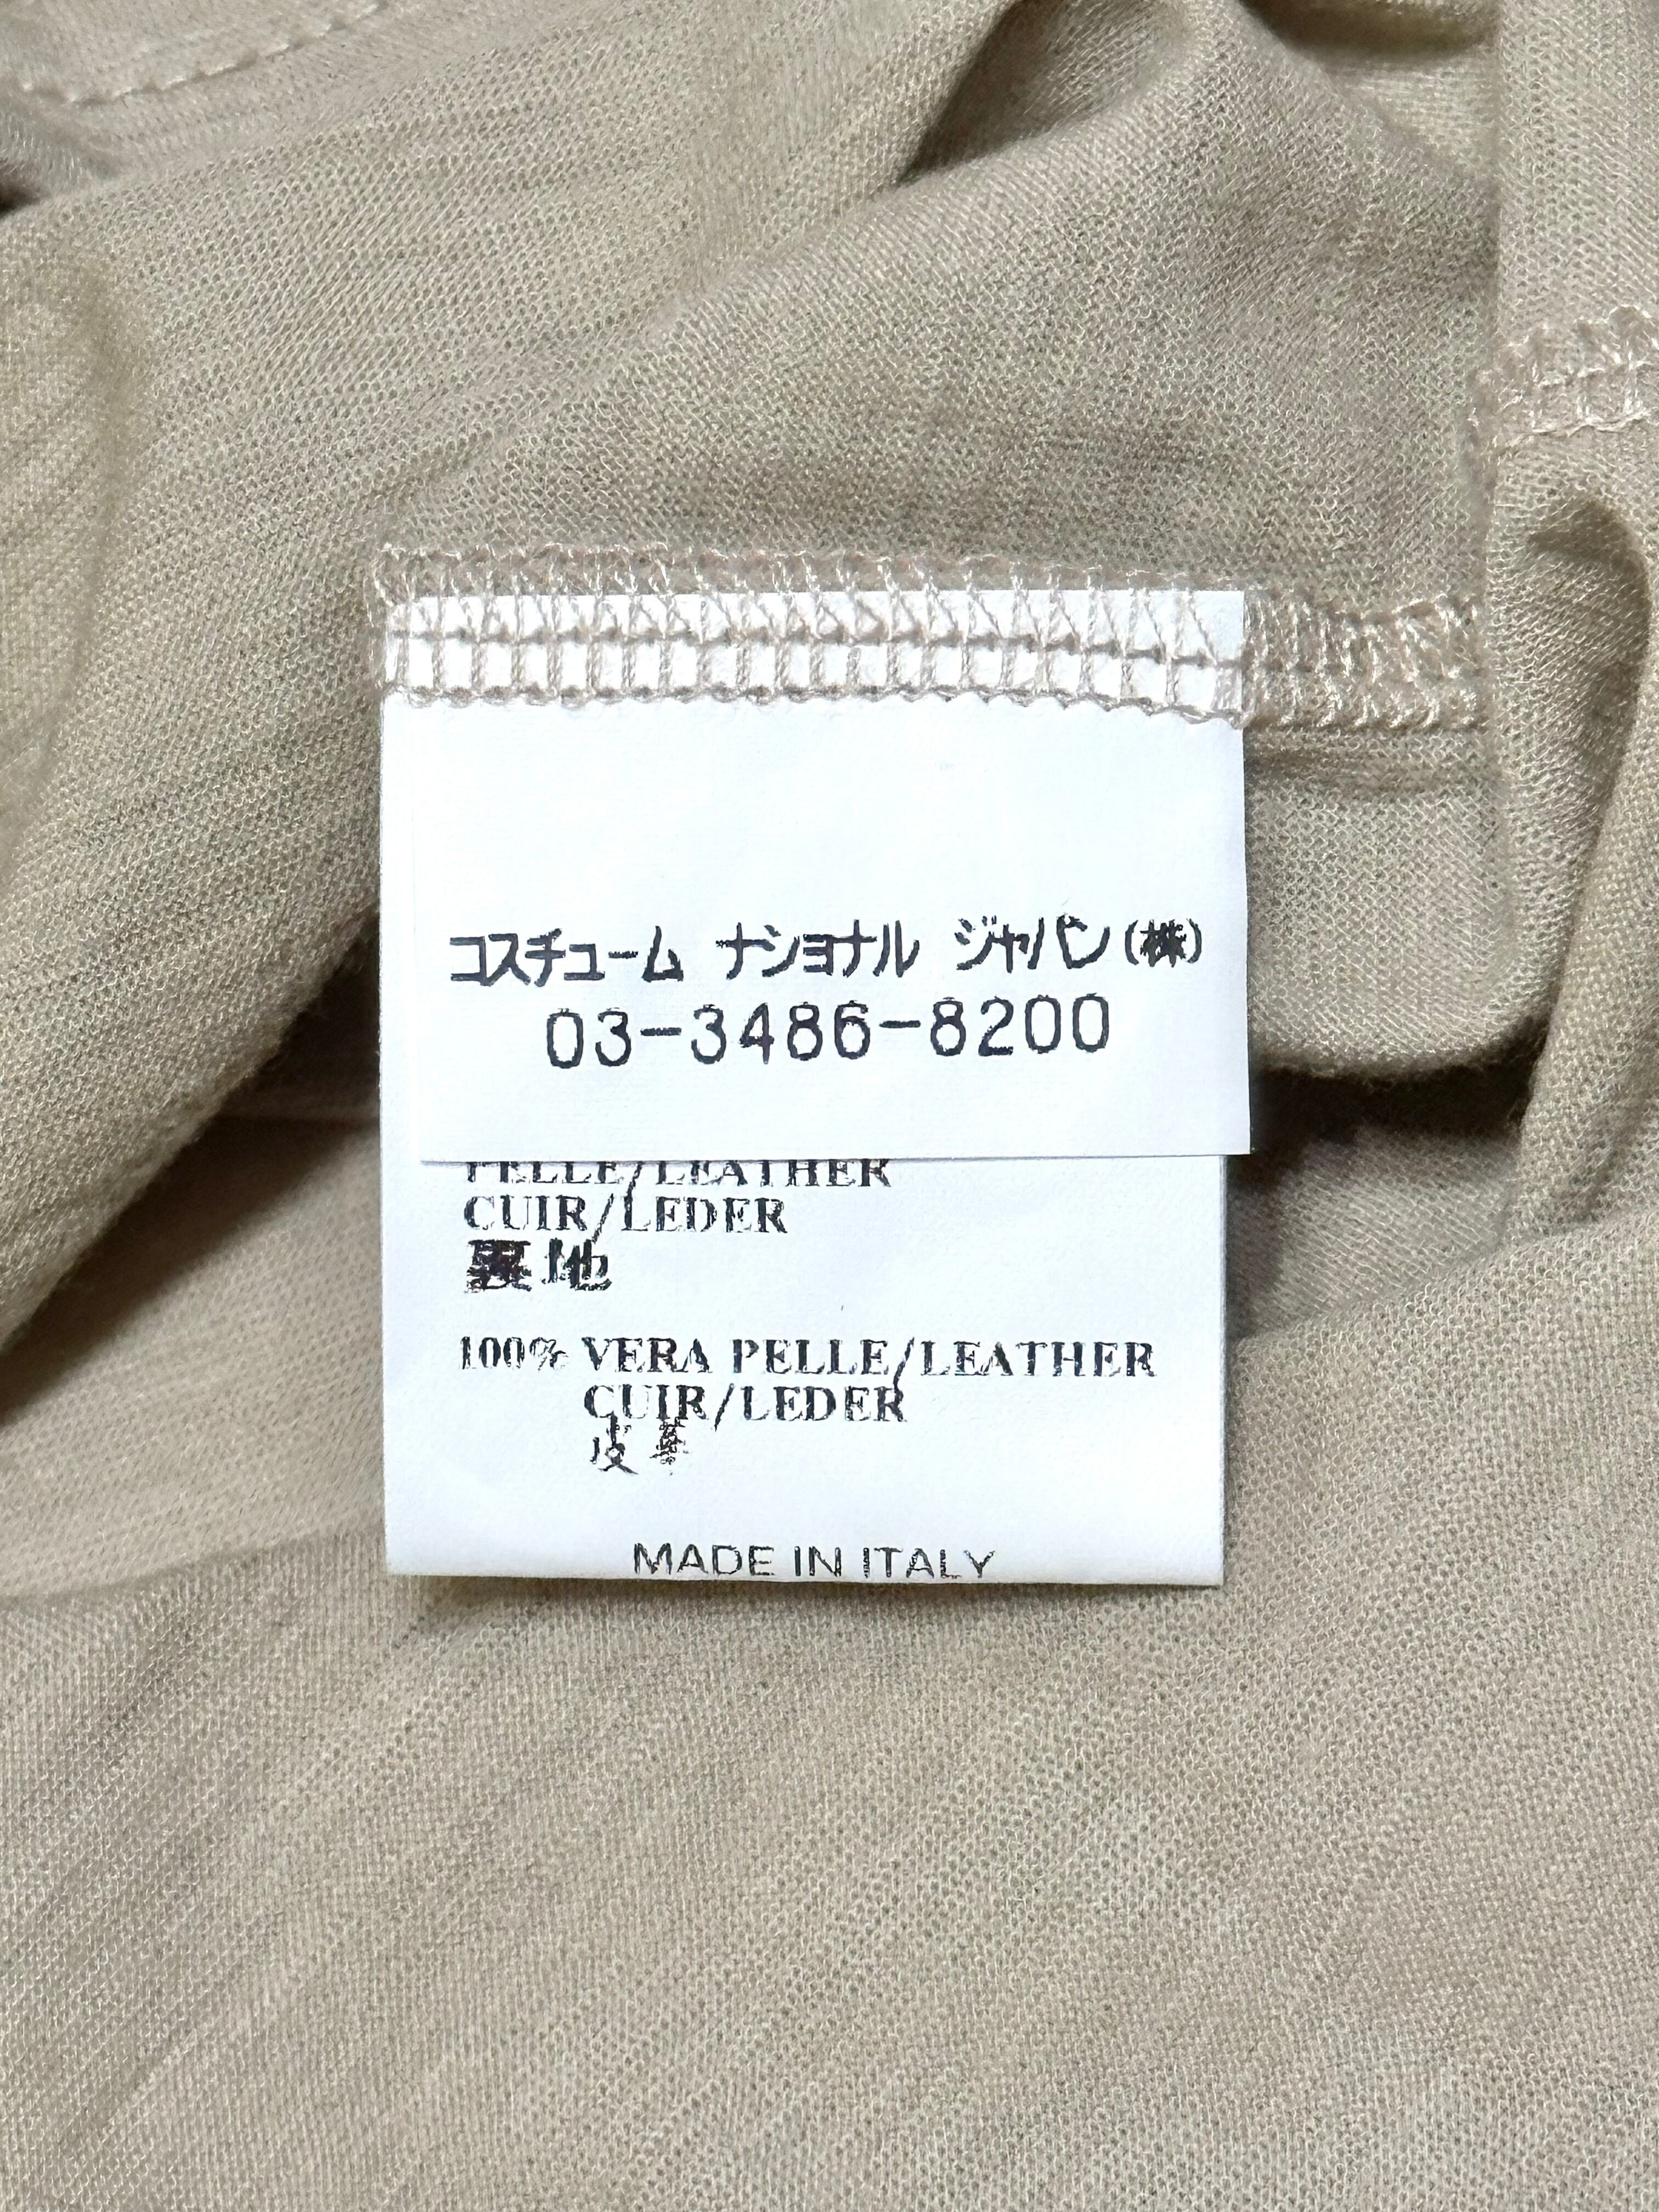 コスチューム ナショナル ジャパン(株)
03-3486-8200
PELLE/LEATHER
CUIR/LEDER
裏地
100% VERA PELLE/LEATHER
CUIR/LEDER
皮革
MADE IN ITALY